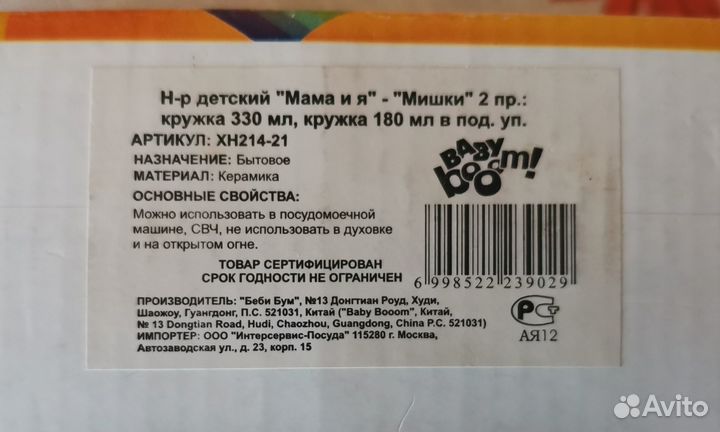 Н-р детский "Мама и я" - "Мишки" 2 пр.:
кружка 330 мл, кружка 180 мл в под. уп.
АРТИКУЛ: XH214-21
НАЗНАЧЕНИЕ: Бытовое
МАТЕРИАЛ: Керамика
BABY
booom!
ОСНОВНЫЕ СВОЙСТВА:
Можно использовать в посудомоечной
машине, СВЧ, не использовать в духовке
и на открытом огне.
ТОВАР СЕРТИФИЦИРОВАН
СРОК ГОДНОСТИ НЕ ОГРАНИЧЕН
6 998522 239029
ПРОИЗВОДИТЕЛЬ: "Беби Бум", №13 Донгтиан Роуд, Худи,
Шаожоу, Гуангдонг, П.С. 521031, Китай ("Baby Booom", Китай,
№ 13 Dongtian Road, Hudi, Chaozhou, Guangdong, China P.C. 521031)
ИМПОРТЕР: ООО "Интерсервис-Посуда" 115280 г. Москва,
Автозаводская ул., д. 23, корп. 15
РСТ
АЯ12
Avito